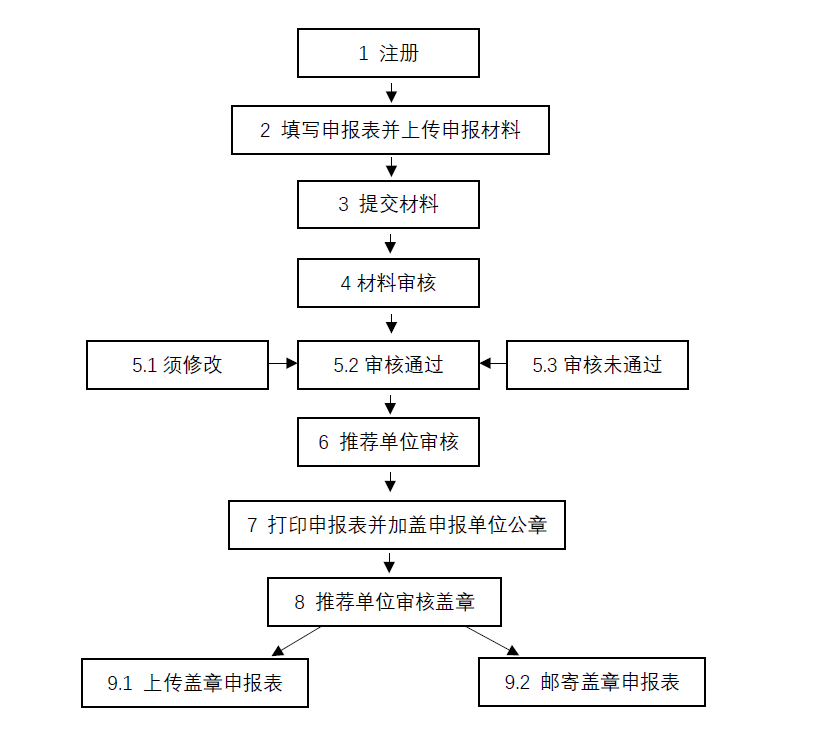 1 注册
2 填写申报表并上传申报材料
3 提交材料
4材料审核
5.1须修改
5.2审核通过
5.3审核未通过
6 推荐单位审核
7 打印申报表并加盖申报单位公章
8 推荐单位审核盖章
9.1 上传盖章申报表
9.2 邮寄盖章申报表